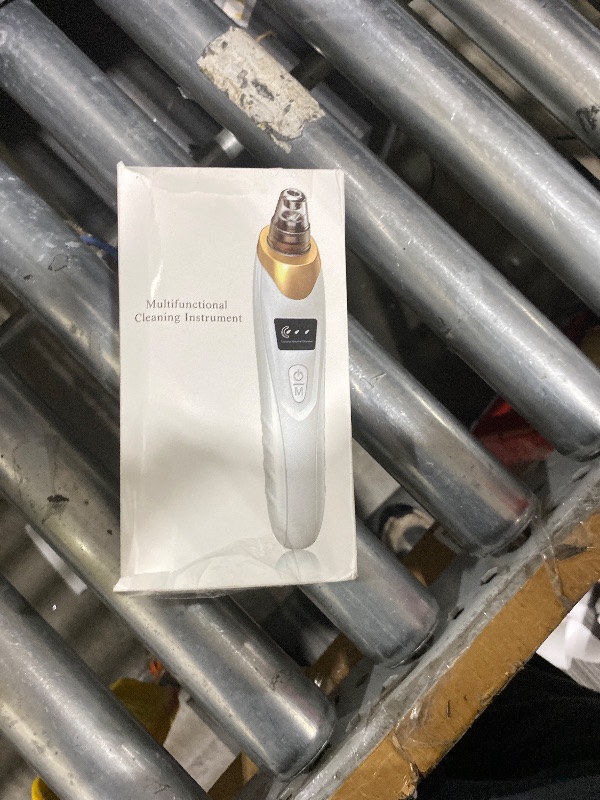 Multifunctional
Cleaning Instrument
M